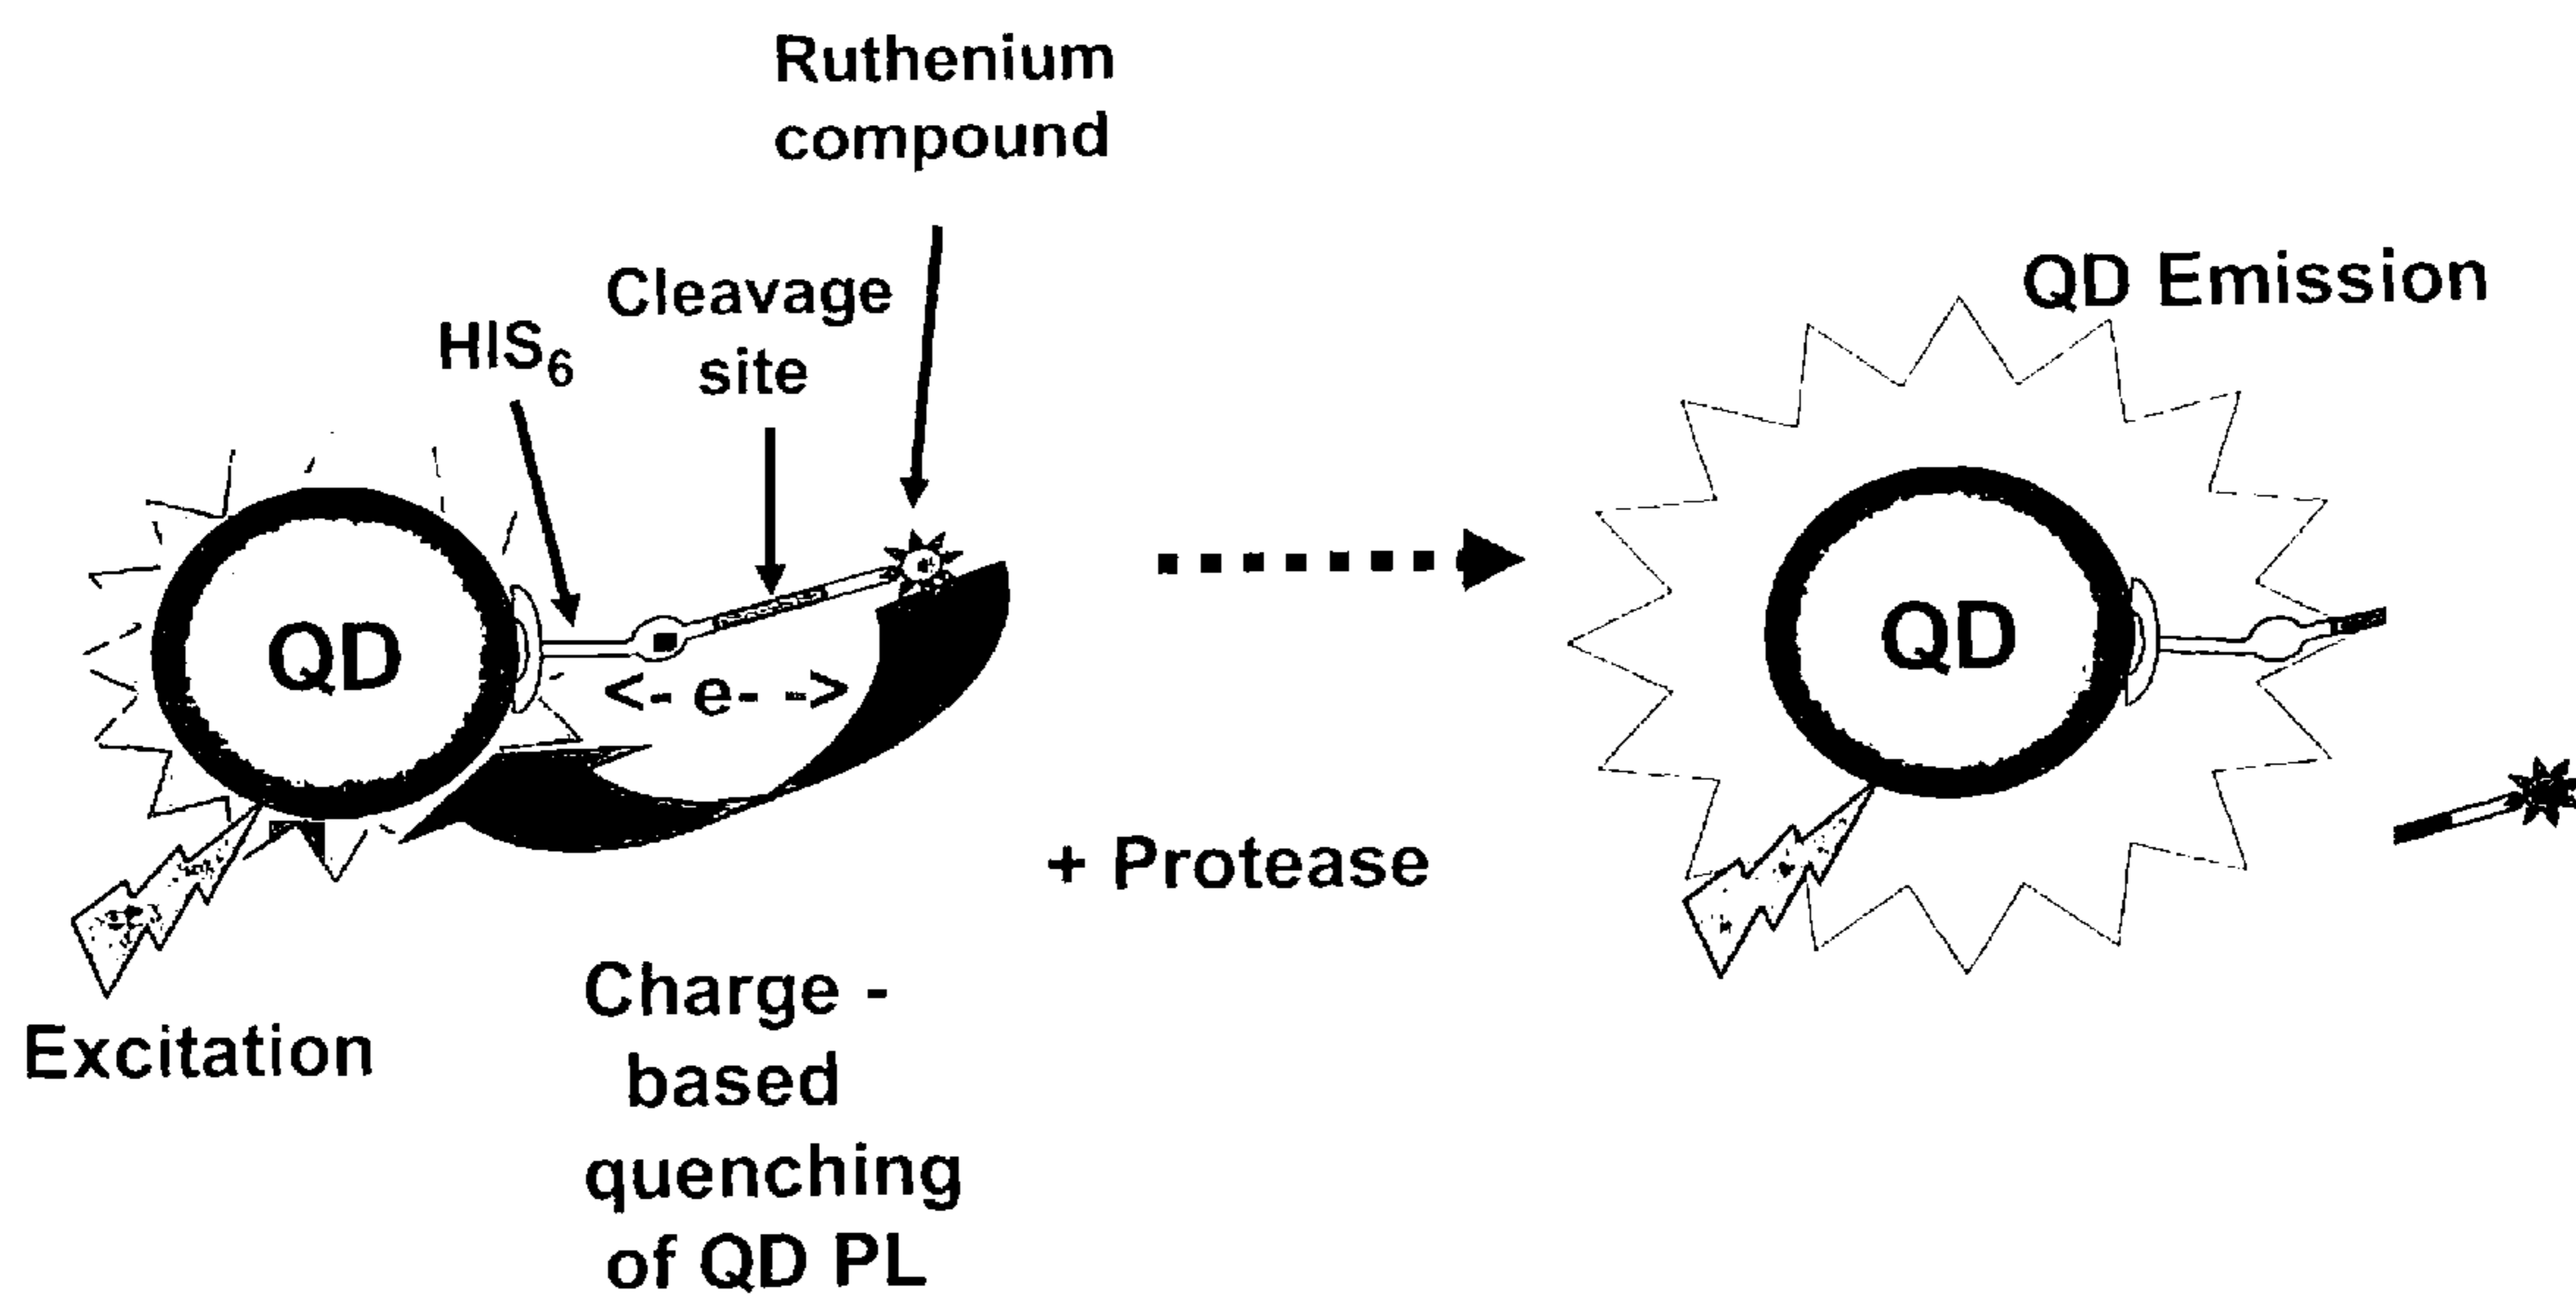 Ruthenium
compound
Cleavage
site
HIS₆
QD
<- e- ->
Excitation
Charge -
based
quenching
of QD PL
+ Protease
QD Emission
QD